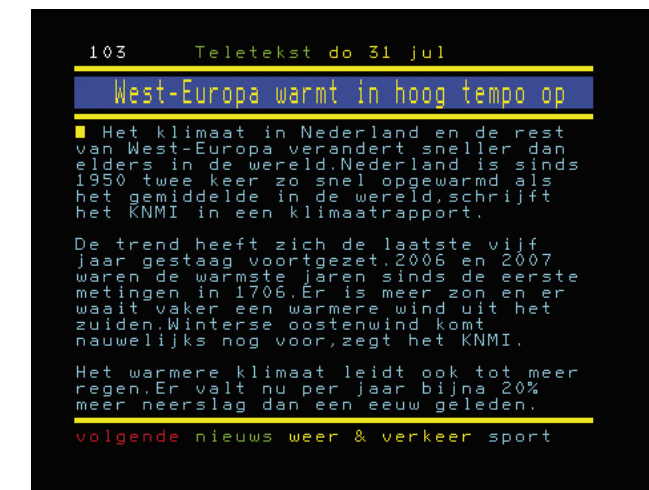 103 Teletekst do 31 jul
West-Europa warmt in hoog tempo op
Het klimaat in Nederland en de rest
van West-Europa verandert sneller dan
elders in de wereld.Nederland is sinds
1950 twee keer zo snel opgewarmd als
het gemiddelde in de wereld,schrijft
het KNMI in een klimaatrapport.
De trend heeft zich de laatste vijf
jaar gestaag voortgezet.2006 en 2007
waren de warmste jaren sinds de eerste
metingen in 1706.Er is meer zon en er
waait vaker een warmere wind uit het
zuiden.Winterse oostenwind komt
nauwelijks nog voor,zegt het KNMI.
Het warmere klimaat leidt ook tot meer
regen.Er valt nu per jaar bijna 20%
meer neerslag dan een eeuw geleden.
volgende nieuws weer & verkeer sport